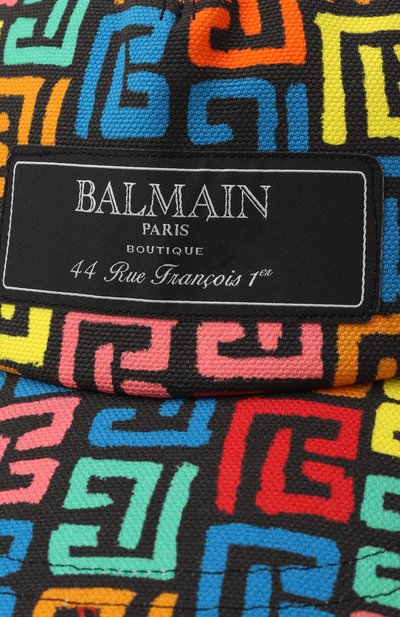 BALMAIN
PARIS
BOUTIQUE
44 Rue François 1er